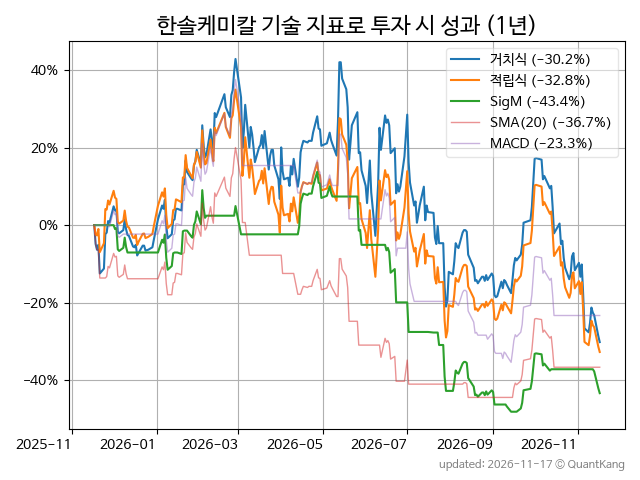 한솔케미칼 기술 지표로 투자 시 성과 (1년)
거치식 (−30.2%)
적립식 (−32.8%)
SigM (−43.4%)
SMA(20) (−36.7%)
MACD (−23.3%)
40%
20%
0%
−20%
−40%
2025-11 2026-01 2026-03 2026-05 2026-07 2026-09 2026-11
updated: 2026-11-17 ⓒ QuantKang